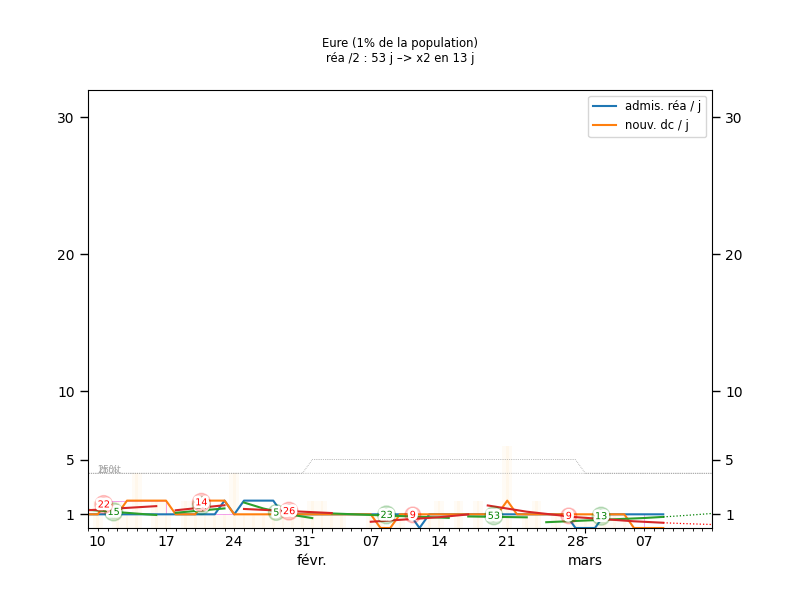 Eure (1% de la population)
réa /2 : 53 j –> x2 en 13 j
admis. réa / j
nouv. dc / j
30 30
20 20
10 10
5 5
1 1
22 15 14 5 26 23 9 53 9 13
10 17 24 31- 07 14 21 28- 07
févr. mars